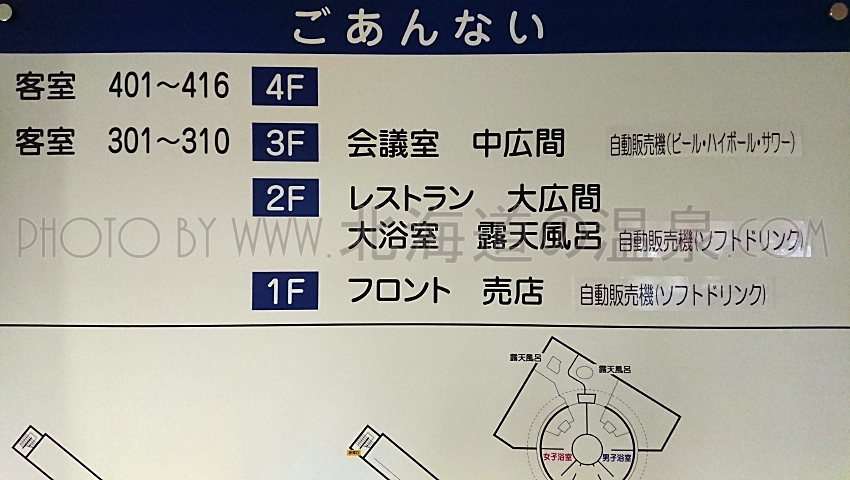 ごあんない
客室 401～416 4F
客室 301～310 3F 会議室 中広間 自動販売機(ビール・ハイボール・サワー)
2F レストラン 大広間
大浴室 露天風呂 自動販売機(ソフトドリンク)
PHOTO BY WWW.北海道の温泉.COM
1F フロント 売店 自動販売機(ソフトドリンク)
露天風呂
露天風呂
女子浴室 男子浴室